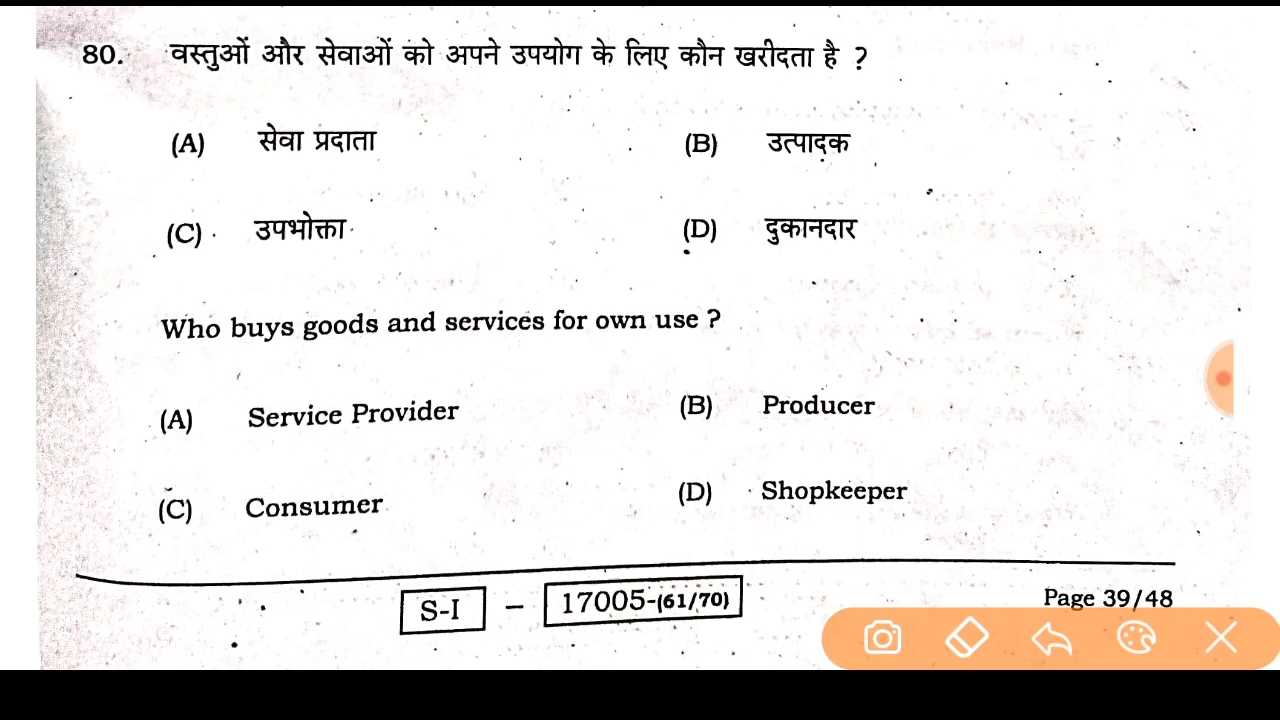 80. वस्तुओं और सेवाओं को अपने उपयोग के लिए कौन खरीदता है ?
(A) सेवा प्रदाता (B) उत्पादक
(C) उपभोक्ता (D) दुकानदार
Who buys goods and services for own use ?
(A) Service Provider (B) Producer
(C) Consumer (D) Shopkeeper
S-I – 17005-(61/70) Page 39/48